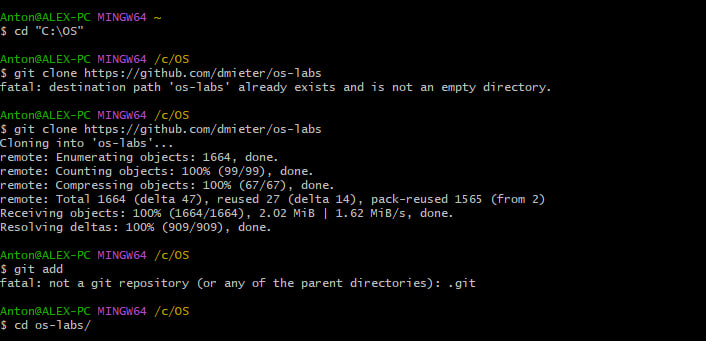 Anton@ALEX-PC MINGW64 ~
$ cd "C:\OS"
Anton@ALEX-PC MINGW64 /c/OS
$ git clone https://github.com/dmieter/os-labs
fatal: destination path 'os-labs' already exists and is not an empty directory.
Anton@ALEX-PC MINGW64 /c/OS
$ git clone https://github.com/dmieter/os-labs
Cloning into 'os-labs'...
remote: Enumerating objects: 1664, done.
remote: Counting objects: 100% (99/99), done.
remote: Compressing objects: 100% (67/67), done.
remote: Total 1664 (delta 47), reused 27 (delta 14), pack-reused 1565 (from 2)
Receiving objects: 100% (1664/1664), 2.02 MiB | 1.62 MiB/s, done.
Resolving deltas: 100% (909/909), done.
Anton@ALEX-PC MINGW64 /c/OS
$ git add
fatal: not a git repository (or any of the parent directories): .git
Anton@ALEX-PC MINGW64 /c/OS
$ cd os-labs/